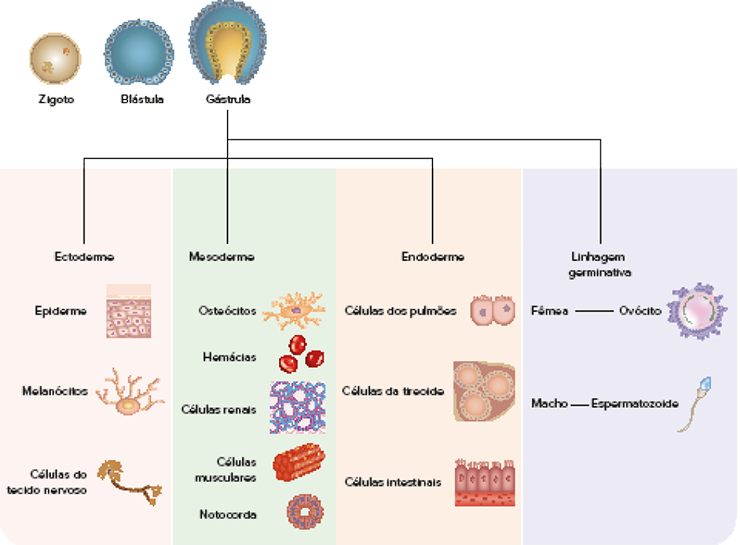 Zigoto
Blástula
Gástrula
Ectoderme
Mesoderme
Endoderme
Linhagem
germinativa
Epiderme
Melanócitos
Células do
tecido nervoso
Osteócitos
Hemácias
Células renais
Células
musculares
Notocorda
Células dos pulmões
Células da tireoide
Células intestinais
Fêmea
Ovócito
Macho
Espermatozoide